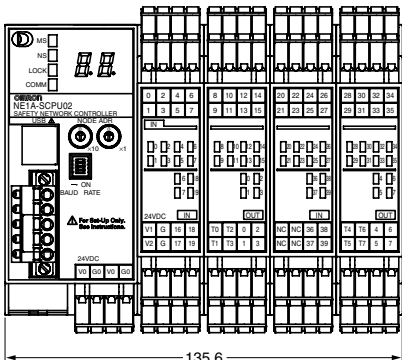 MS
NS
LOCK
COMM
OMRON
NE1A-SCPU02
SAFETY NETWORK CONTROLLER
USB NODE ADR
×10 ×1
ON
BAUD RATE
For Set-Up Only.
See Instructions.
24VDC
V0 G0 V0 G0
0 2 4 6
1 3 5 7
IN
24VDC IN
V1 G 16 18
V2 G 17 19
8 10 12 14
9 11 13 15
OUT
T0 T2 0 2
T1 T3 1 3
20 22 24 26
21 23 25 27
IN
NC NC 36 38
NC NC 37 39
28 30 32 34
29 31 33 35
OUT
T4 T6 4 6
T5 T7 5 7
135.6